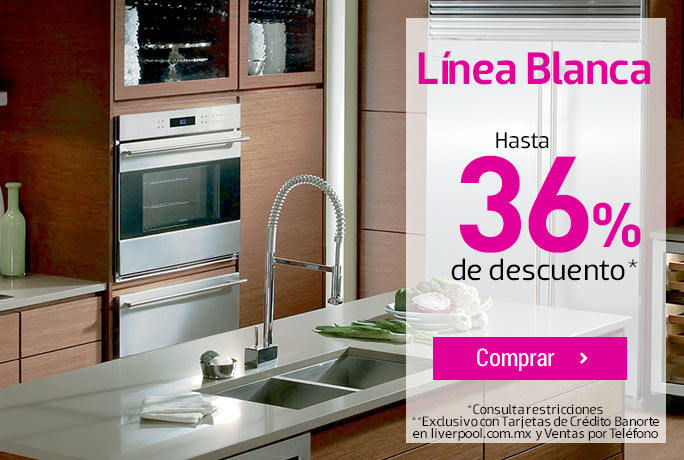 Línea Blanca
Hasta
36%
de descuento*
Comprar >
*Consulta restricciones
**Exclusivo con Tarjetas de Crédito Banorte
en liverpool.com.mx y Ventas por Teléfono